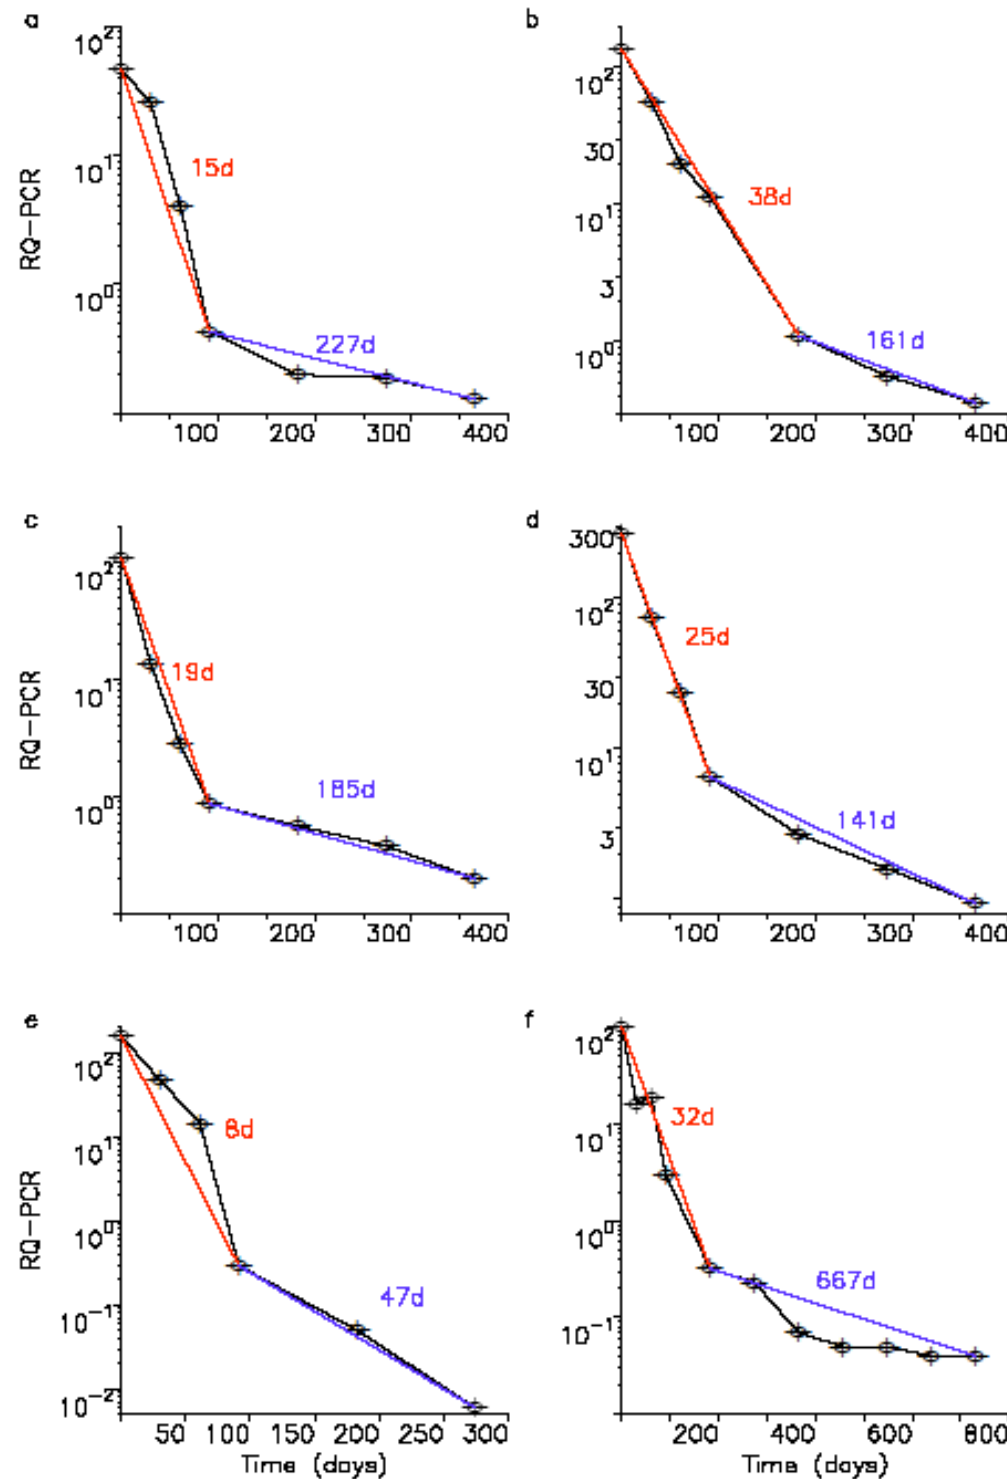 a
b
RQ-PCR
10²
10¹
10⁰
15d
227d
100 200 300 400
10²
30
10¹
3
10⁰
38d
161d
100 200 300 400
c
d
RQ-PCR
10²
10¹
10⁰
19d
185d
100 200 300 400
300
10²
30
10¹
3
25d
141d
100 200 300 400
e
f
RQ-PCR
10²
10¹
10⁰
10⁻¹
10⁻²
8d
47d
50 100 150 200 250 300
Time (days)
10²
10¹
10⁰
10⁻¹
32d
667d
200 400 600 800
Time (days)